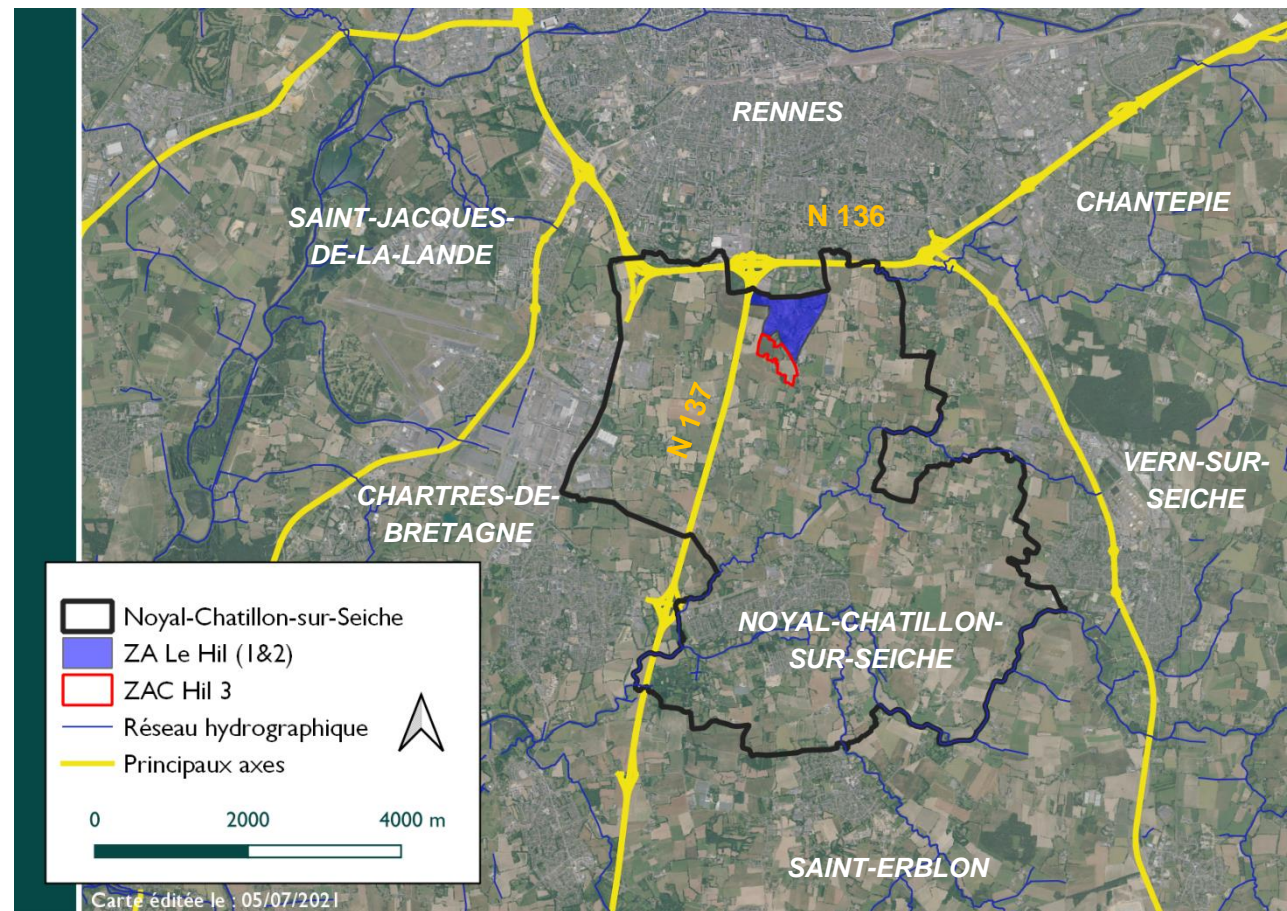 RENNES
CHANTEPIE
N 136
SAINT-JACQUES-
DE-LA-LANDE
N 137
VERN-SUR-
SEICHE
CHARTRES-DE-
BRETAGNE
NOYAL-CHATILLON-
SUR-SEICHE
SAINT-ERBLON
Noyal-Chatillon-sur-Seiche
ZA Le Hil (1&2)
ZAC Hil 3
Réseau hydrographique
Principaux axes
0 2000 4000 m
Carte éditée le : 05/07/2021